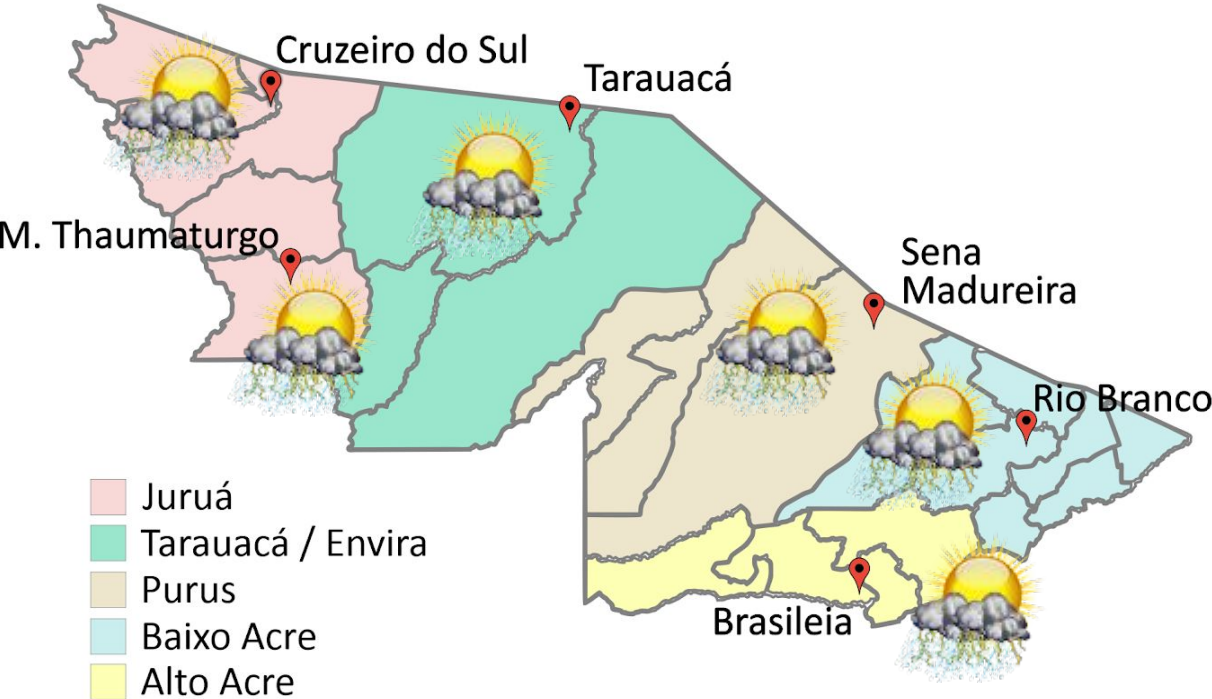 Cruzeiro do Sul
Tarauacá
M. Thaumaturgo
Sena
Madureira
Rio Branco
Brasileia
Juruá
Tarauacá / Envira
Purus
Baixo Acre
Alto Acre